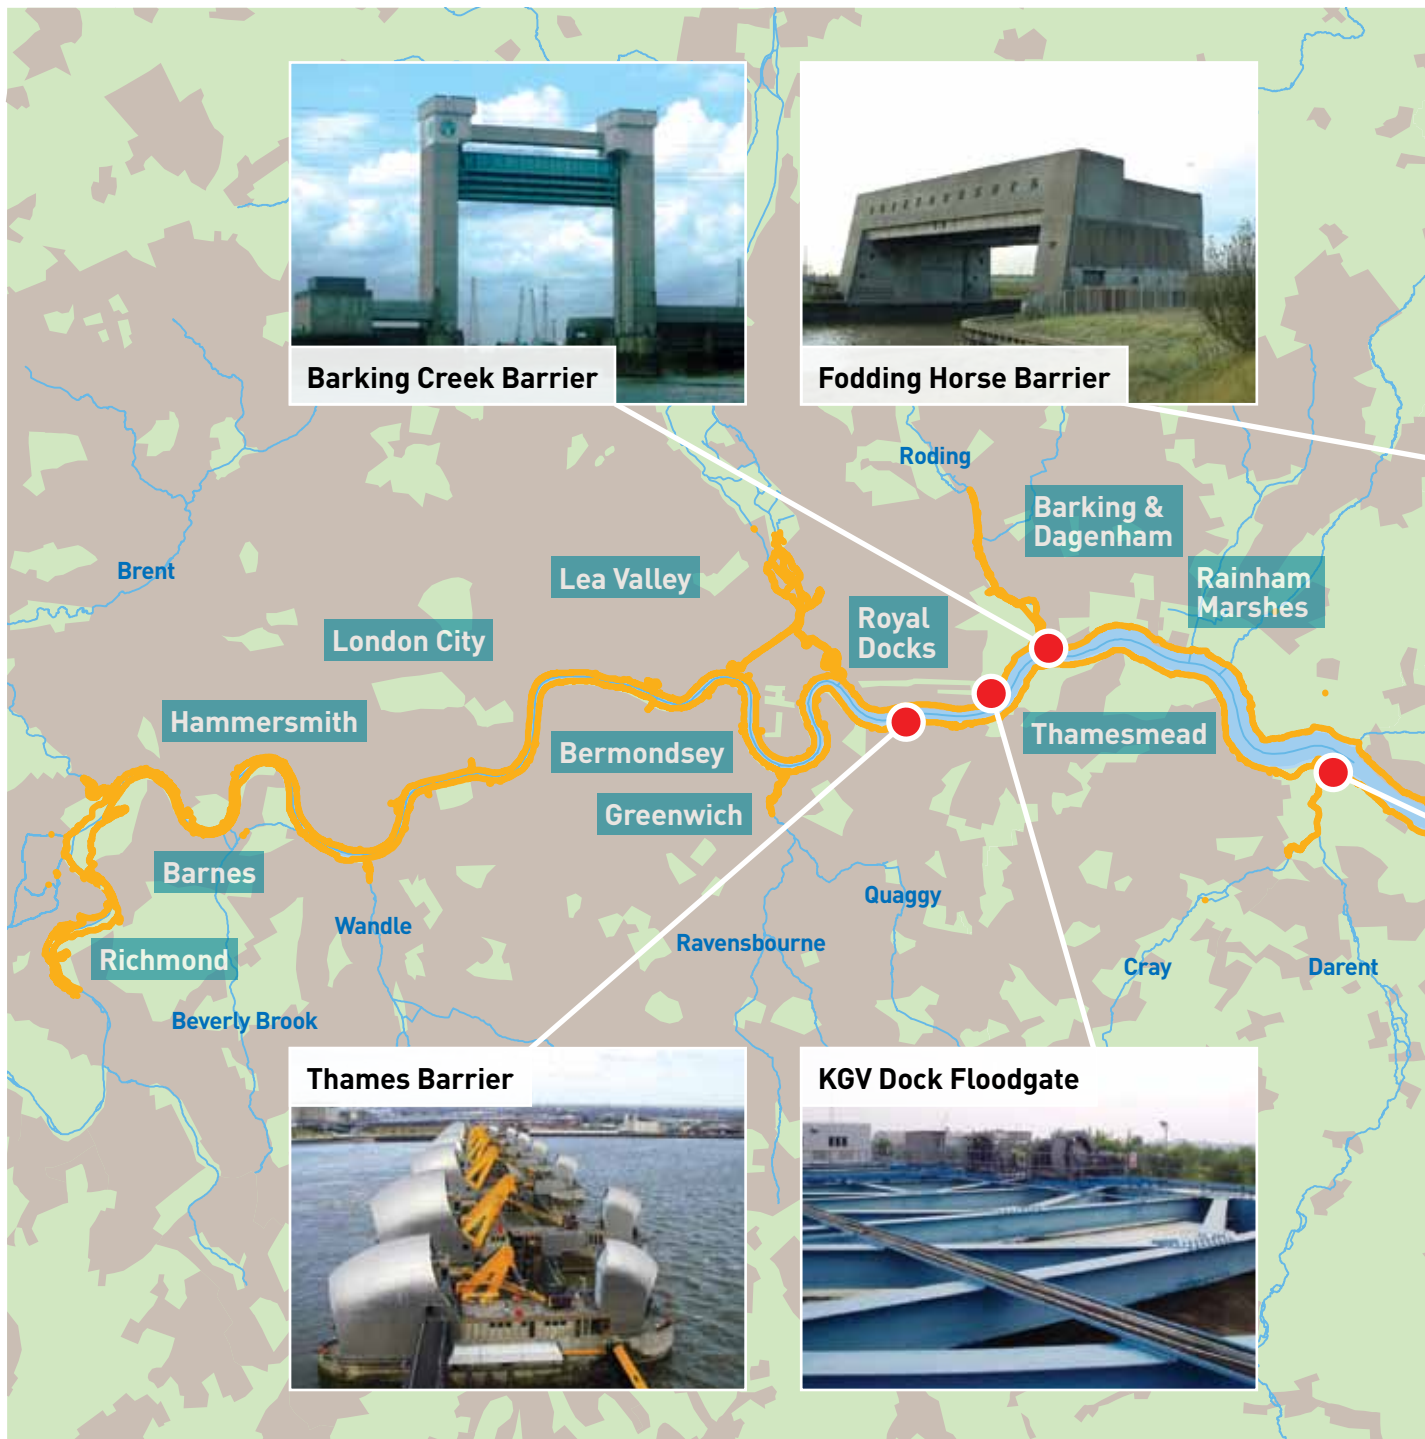 Barking Creek Barrier
Fodding Horse Barrier
Roding
Barking &
Dagenham
Brent
Lea Valley
Rainham
Marshes
Royal
Docks
London City
Hammersmith
Bermondsey
Thamesmead
Greenwich
Barnes
Quaggy
Wandle
Ravensbourne
Richmond
Cray
Darent
Beverly Brook
Thames Barrier
KGV Dock Floodgate